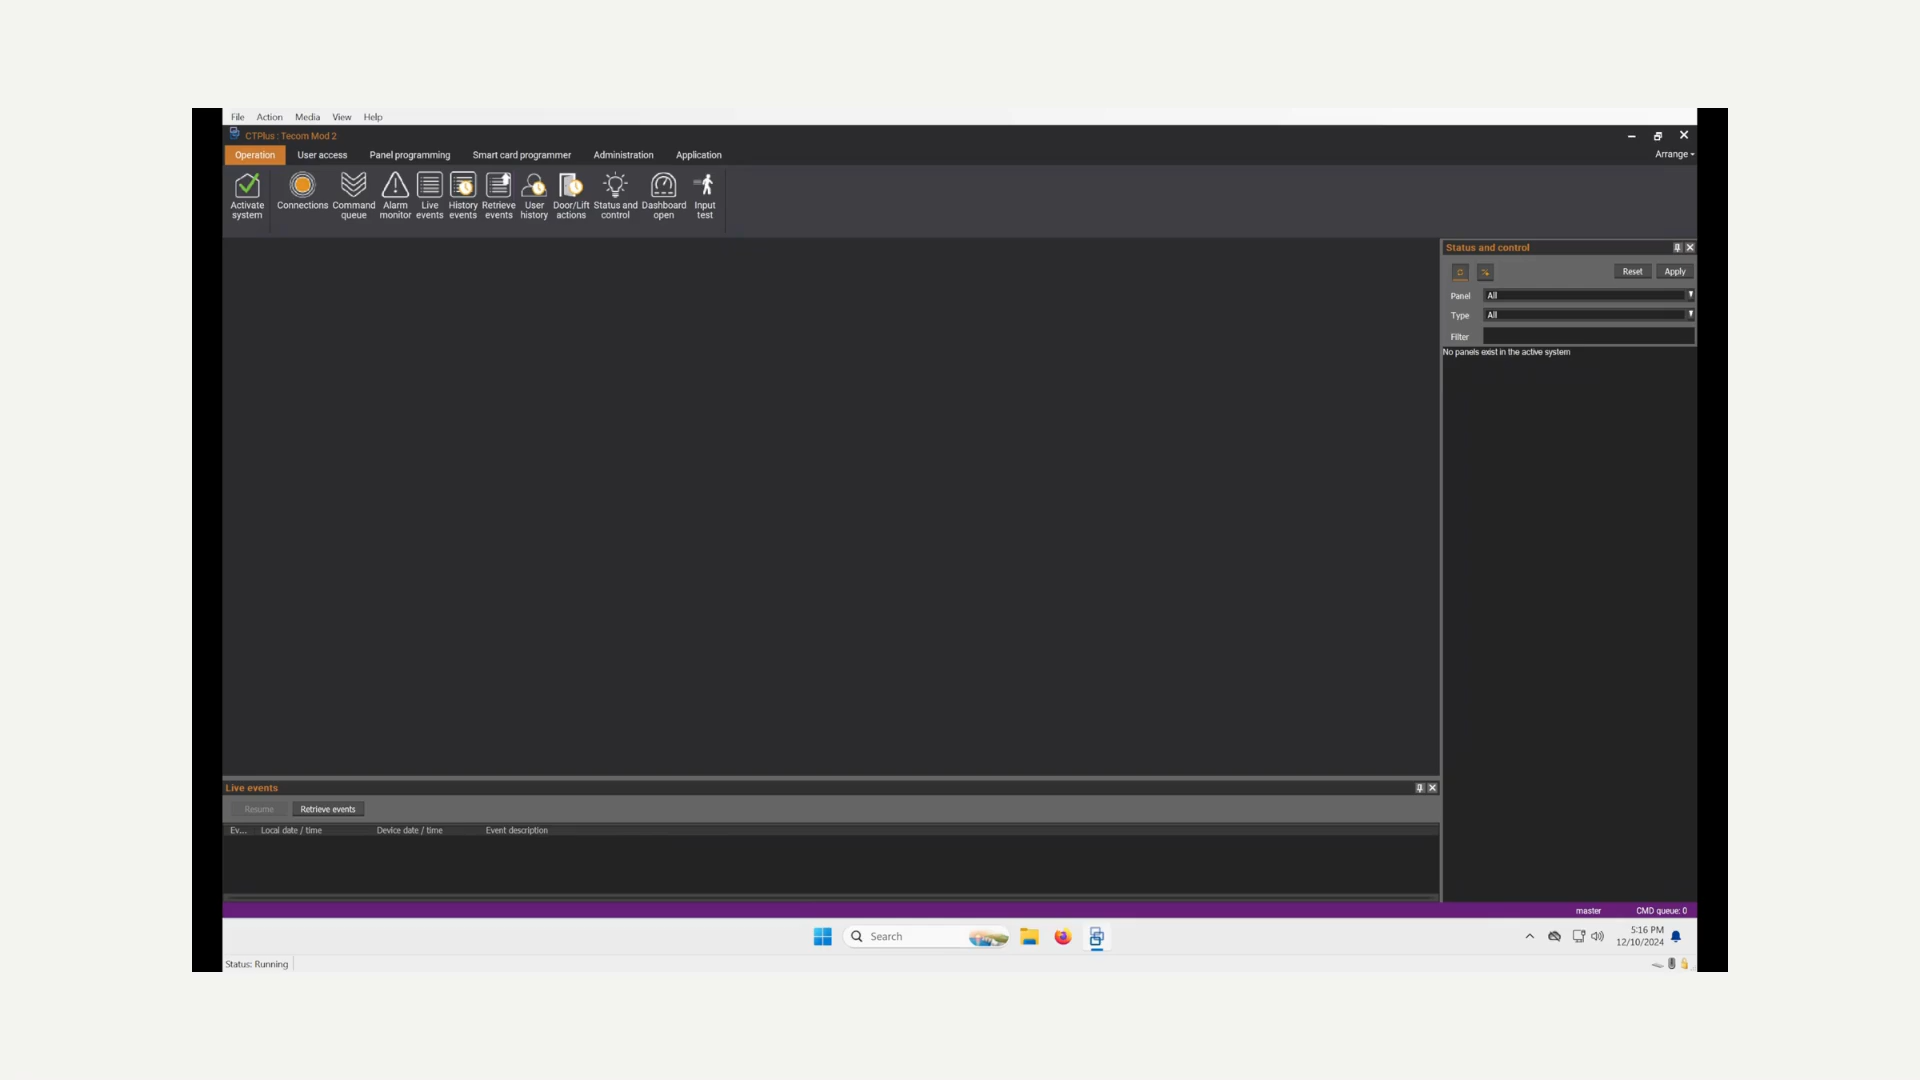 File Action Media View Help
CTPlus : Tecom Mod 2
Operation User access Panel programming Smart card programmer Administration Application Arrange
Activate system
Connections
Command queue
Alarm monitor
Live events
History events
Retrieve events
User history
Door/Lift actions
Status and control
Dashboard open
Input test
Status and control
Reset Apply
Panel All
Type All
Filter
No panels exist in the active system
Live events
Resume Retrieve events
Ev... Local date / time Device date / time Event description
master CMD queue: 0
Search
5:16 PM
12/10/2024
Status: Running